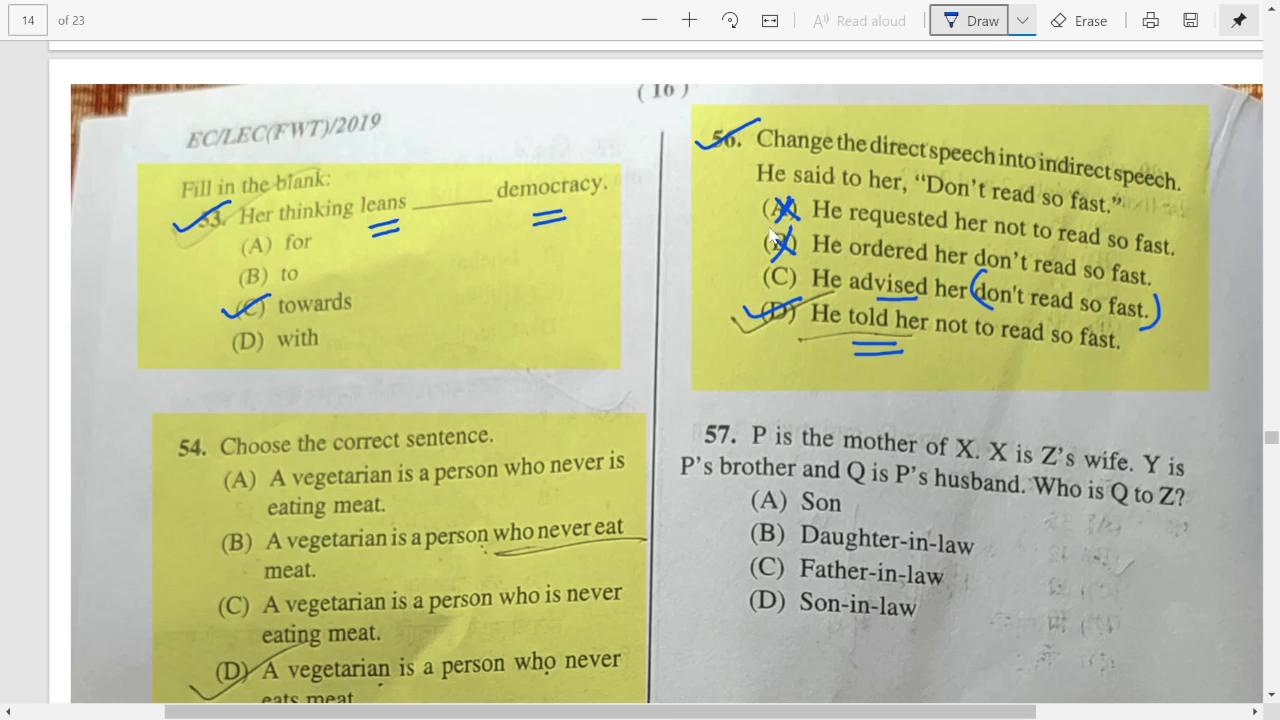 14 of 23
Read aloud
Draw
Erase
( 16 )
EC/LEC(FWT)/2019
Fill in the blank:
53. Her thinking leans ________ democracy.
(A) for
(B) to
(C) towards
(D) with
54. Choose the correct sentence.
(A) A vegetarian is a person who never is
eating meat.
(B) A vegetarian is a person who never eat
meat.
(C) A vegetarian is a person who is never
eating meat.
(D) A vegetarian is a person who never
eats meat
56. Change the direct speech into indirect speech.
He said to her, “Don’t read so fast.”
(A) He requested her not to read so fast.
(B) He ordered her don’t read so fast.
(C) He advised her don't read so fast.
(D) He told her not to read so fast.
57. P is the mother of X. X is Z’s wife. Y is
P’s brother and Q is P’s husband. Who is Q to Z?
(A) Son
(B) Daughter-in-law
(C) Father-in-law
(D) Son-in-law